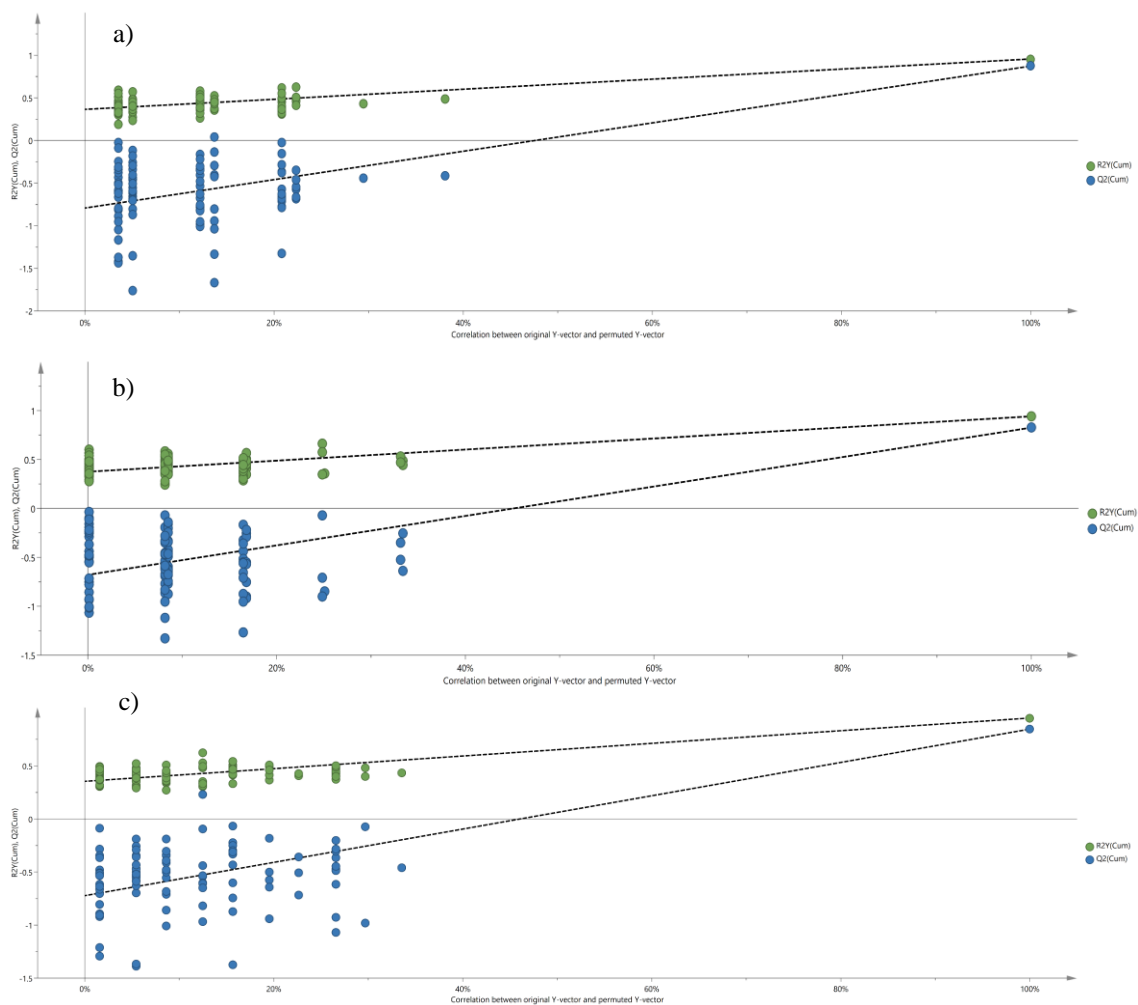 a)
1
0.5
0
-0.5
-1
-1.5
-2
R2Y(Cum), Q2(Cum)
0% 20% 40% 60% 80% 100%
Correlation between original Y-vector and permuted Y-vector
R2Y(Cum)
Q2(Cum)
b)
1
0.5
0
-0.5
-1
-1.5
R2Y(Cum), Q2(Cum)
0% 20% 40% 60% 80% 100%
Correlation between original Y-vector and permuted Y-vector
R2Y(Cum)
Q2(Cum)
c)
0.5
0
-0.5
-1
-1.5
R2Y(Cum), Q2(Cum)
0% 20% 40% 60% 80% 100%
Correlation between original Y-vector and permuted Y-vector
R2Y(Cum)
Q2(Cum)